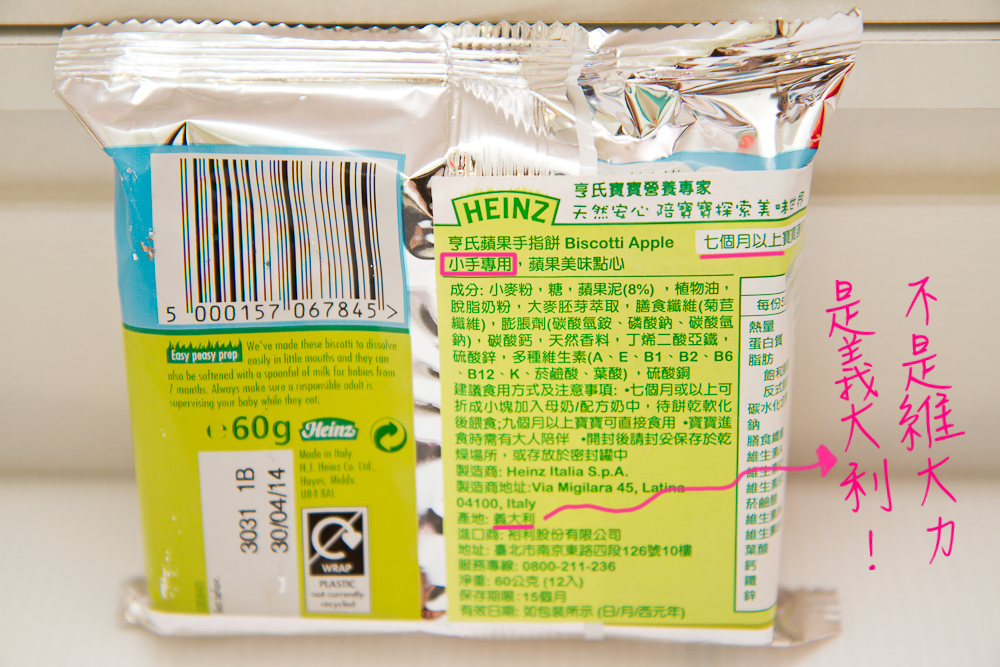 5 000157 067845 >
Easy peasy prep We've made these biscotti to dissolve
easily in little mouths and they can
also be softened with a spoonful of milk for babies from
7 months. Always make sure a responsible adult is
supervising your baby while they eat.
e 60g Heinz
Made in Italy
H.J. Heinz Co. Ltd.,
Hayes, Middx.
UB4 8AL
3031 1B
30/04/14
WRAP
PLASTIC
not currently
recycled
HEINZ
亨氏寶寶營養專家
天然安心 陪寶寶探索美味世界
亨氏蘋果手指餅 Biscotti Apple
七個月以上寶寶
小手專用,蘋果美味點心
成分: 小麥粉,糖,蘋果泥(8%) ,植物油,
脫脂奶粉,大麥胚芽萃取,膳食纖維(菊苣
纖維),膨脹劑(碳酸氫銨、磷酸鈉、碳酸氫
鈉),碳酸鈣,天然香料,丁烯二酸亞鐵,
硫酸鋅,多種維生素(A、E、B1、B2、B6
、B12、K、菸鹼酸、葉酸),硫酸銅
建議食用方式及注意事項: •七個月或以上可
折成小塊加入母奶/配方奶中,待餅乾軟化
後餵食;九個月以上寶寶可直接食用 •寶寶進
食時需有大人陪伴 •開封後請封妥保存於乾
燥場所,或存放於密封罐中
製造商: Heinz Italia S.p.A.
製造商地址:Via Migilara 45, Latina
04100, Italy
產地: 義大利
進口商: 裕利股份有限公司
地址: 臺北市南京東路四段126號10樓
服務專線: 0800-211-236
淨重: 60公克 (12入)
保存期限: 15個月
有效日期: 如包裝所示 (日/月/西元年)
每份
熱量
蛋白質
脂肪
飽和
反式
碳水化
鈉
膳食纖
維生素
維生素
維生素
菸鹼酸
維生素
維生素
葉酸
鈣
鐵
鋅
不是維大力
是義大利!